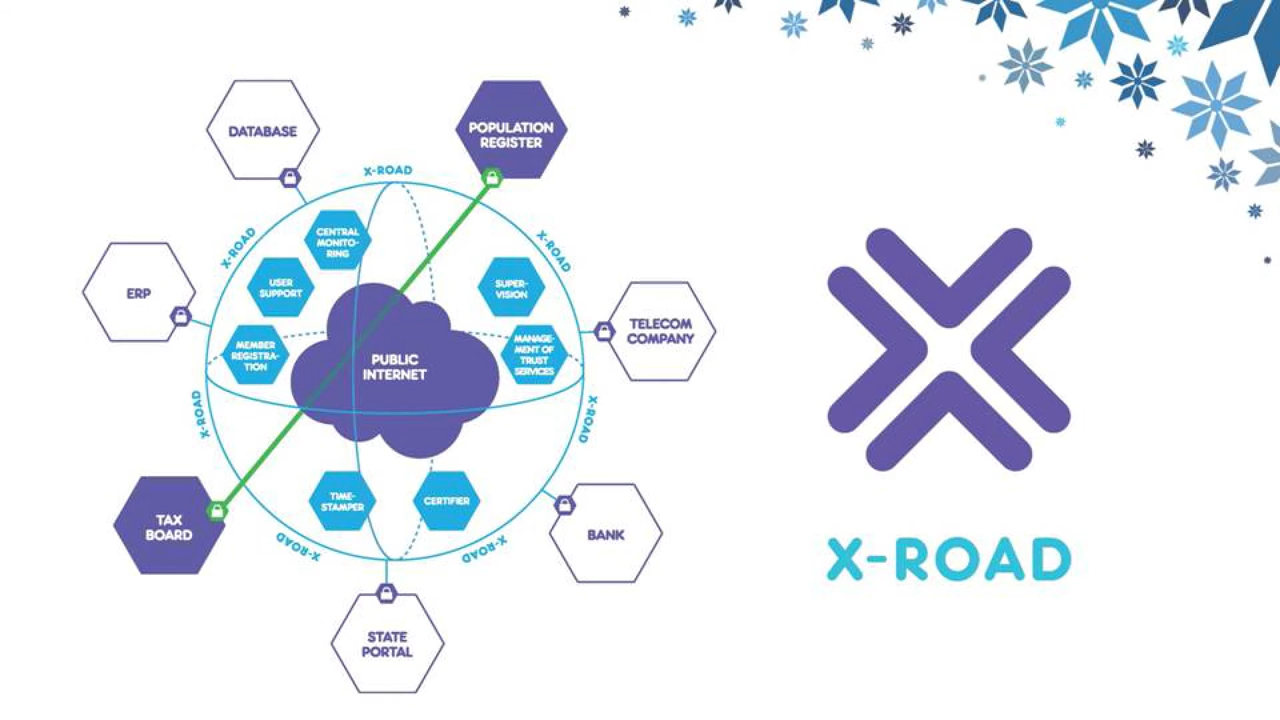 DATABASE
POPULATION
REGISTER
X-ROAD
X-ROAD
X-ROAD
CENTRAL
MONITO-
RING
USER
SUPPORT
SUPER-
VISION
ERP
TELECOM
COMPANY
MEMBER
REGISTRA-
TION
MANAGE-
MENT OF
TRUST
SERVICES
PUBLIC
INTERNET
X-ROAD
X-ROAD
TIME-
STAMPER
CERTIFIER
TAX
BOARD
BANK
X-ROAD
X-ROAD
STATE
PORTAL
X-ROAD